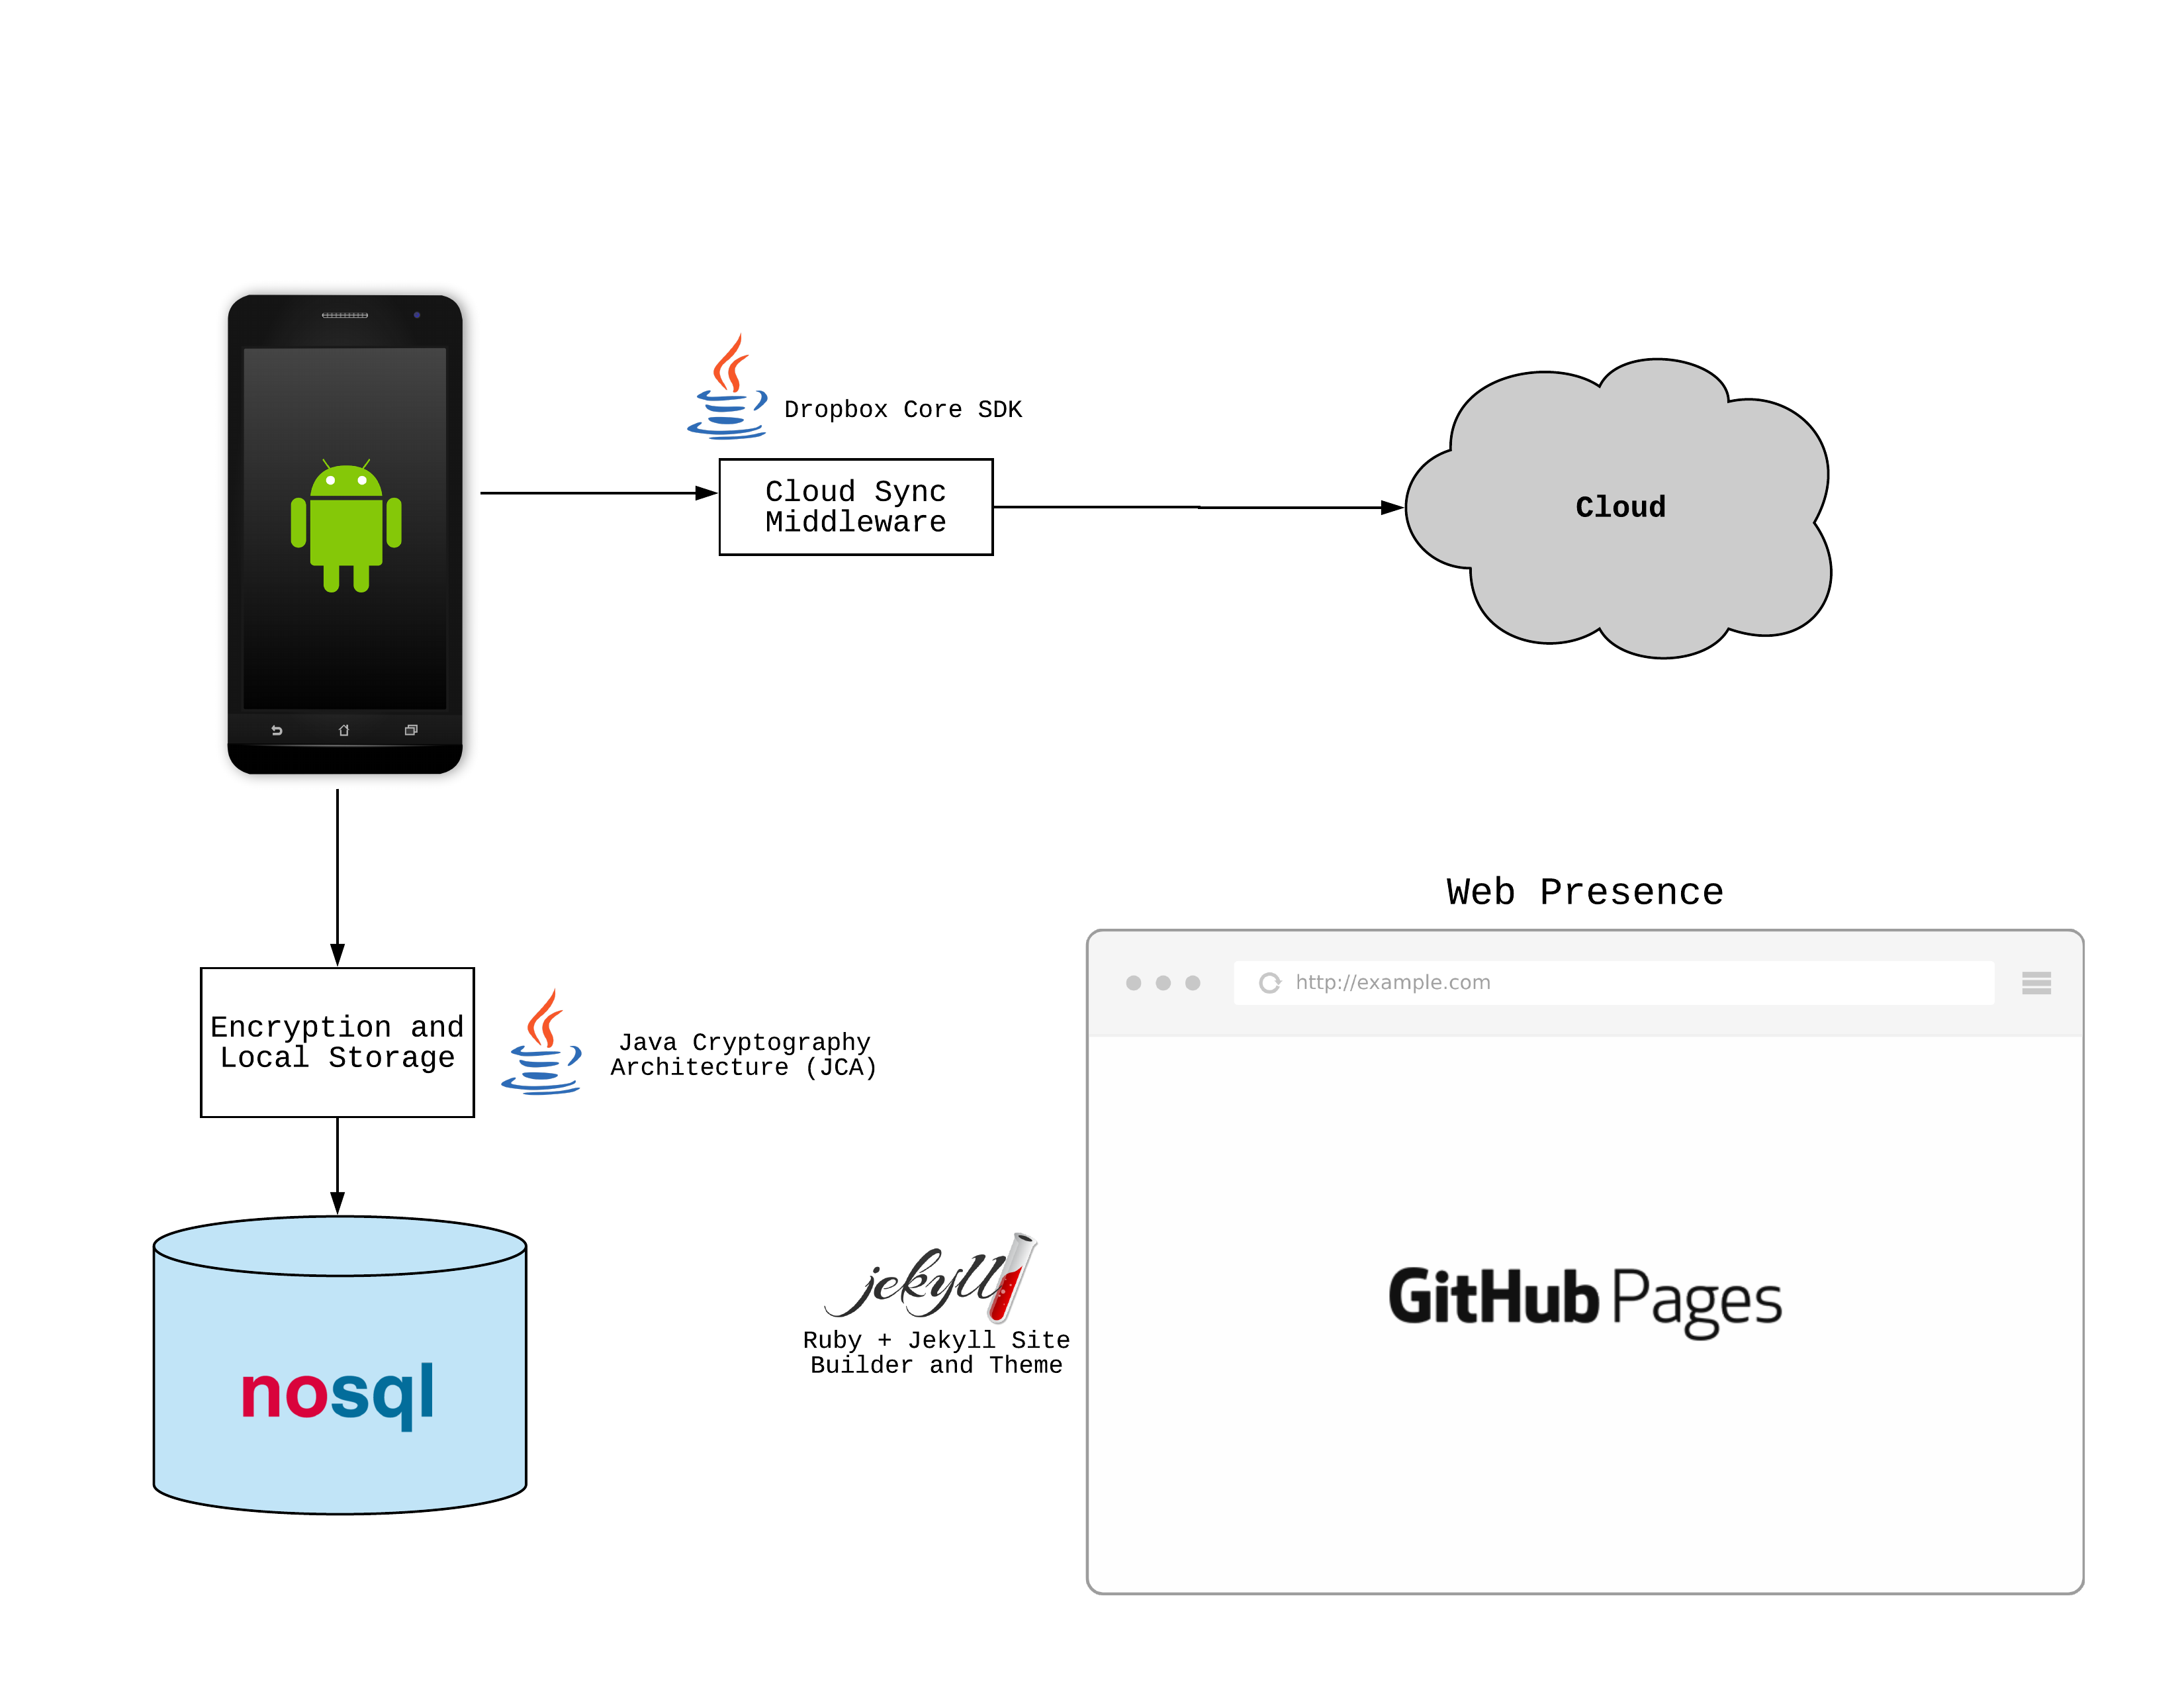 Dropbox Core SDK
Cloud Sync
Middleware
Cloud
Web Presence
http://example.com
Encryption and
Local Storage
Java Cryptography
Architecture (JCA)
jekyll
Ruby + Jekyll Site
Builder and Theme
GitHub Pages
nosql